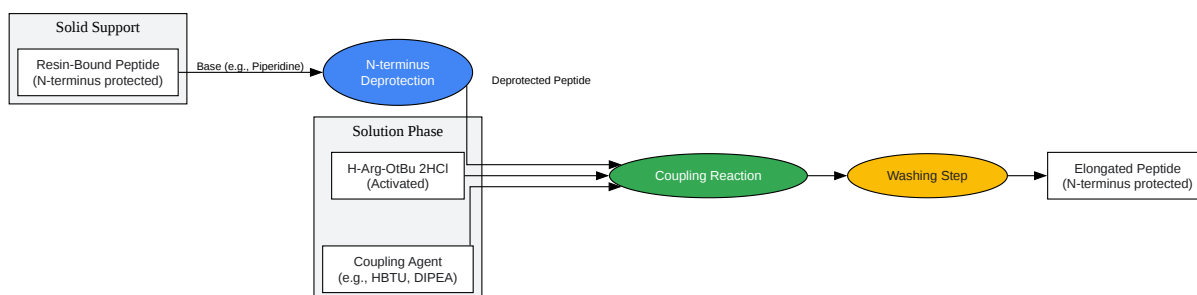 Solid Support
Resin-Bound Peptide
(N-terminus protected)
Base (e.g., Piperidine)
N-terminus
Deprotection
Deprotected Peptide
Solution Phase
H-Arg-OtBu 2HCl
(Activated)
Coupling Reaction
Washing Step
Elongated Peptide
(N-terminus protected)
Coupling Agent
(e.g., HBTU, DIPEA)